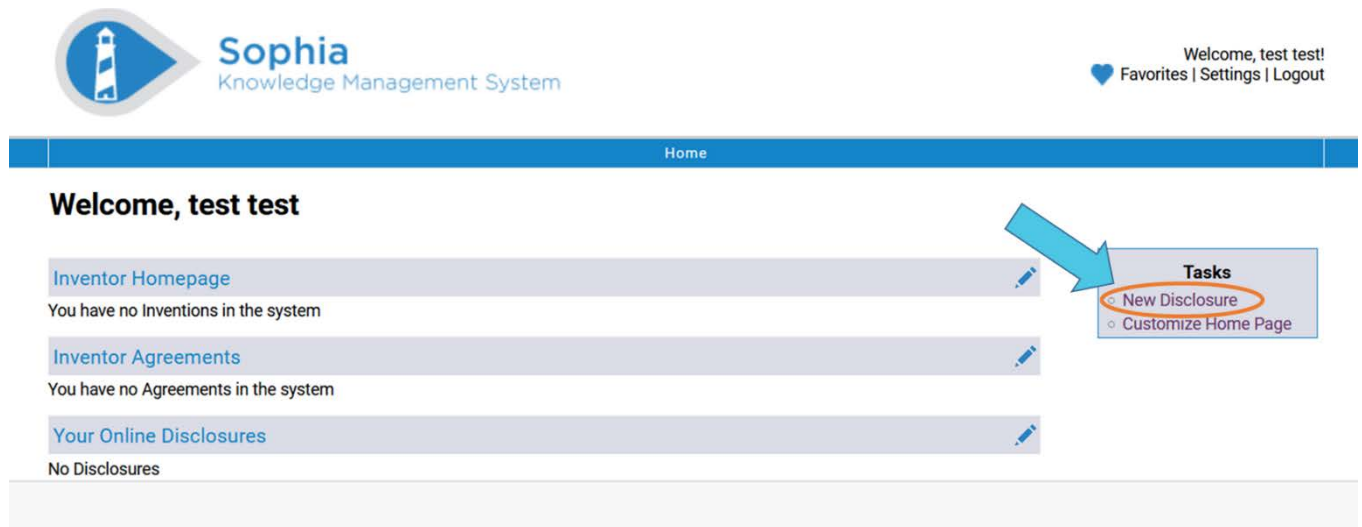 Sophia
Knowledge Management System
Welcome, test test!
Favorites | Settings | Logout
Home
Welcome, test test
Inventor Homepage
You have no Inventions in the system
Inventor Agreements
You have no Agreements in the system
Your Online Disclosures
No Disclosures
Tasks
New Disclosure
Customize Home Page